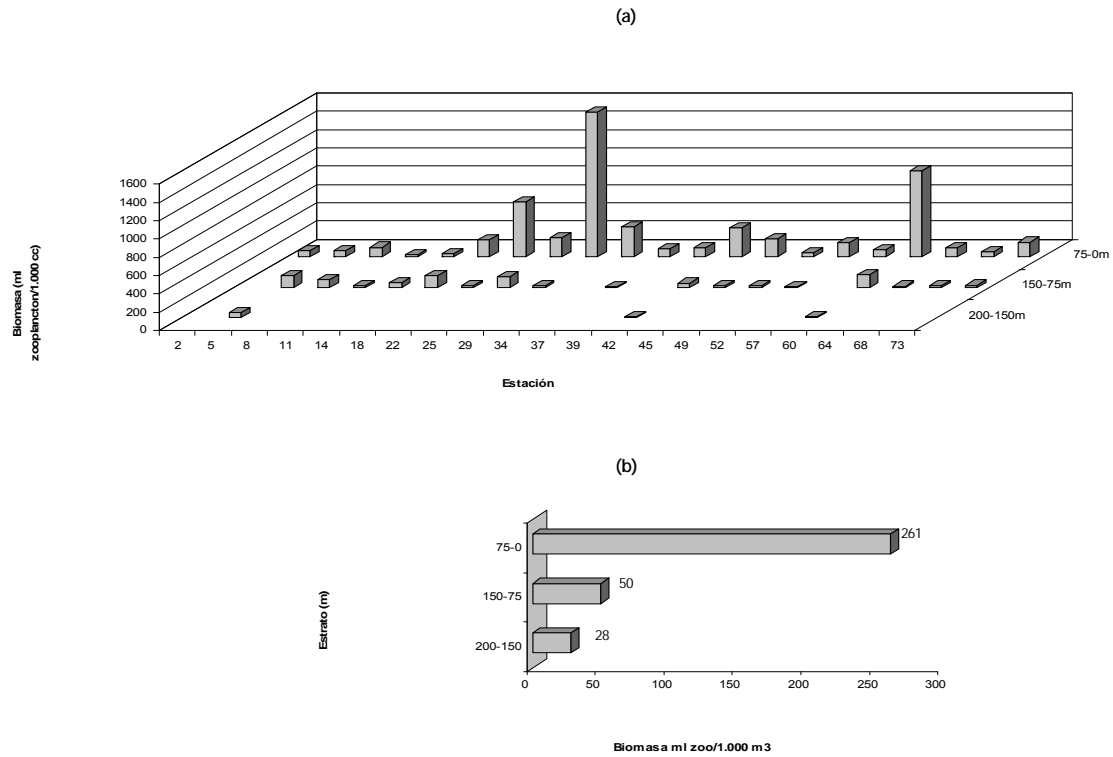 (a)
Biomasa (ml
zooplancton/1.000 cc)
1600
1400
1200
1000
800
600
400
200
0
2 5 8 11 14 18 22 25 29 34 37 39 42 45 49 52 57 60 64 68 73
75-0m
150-75m
200-150m
Estación
(b)
Estrato (m)
75-0
150-75
200-150
261
50
28
0 50 100 150 200 250 300
Biomasa ml zoo/1.000 m3